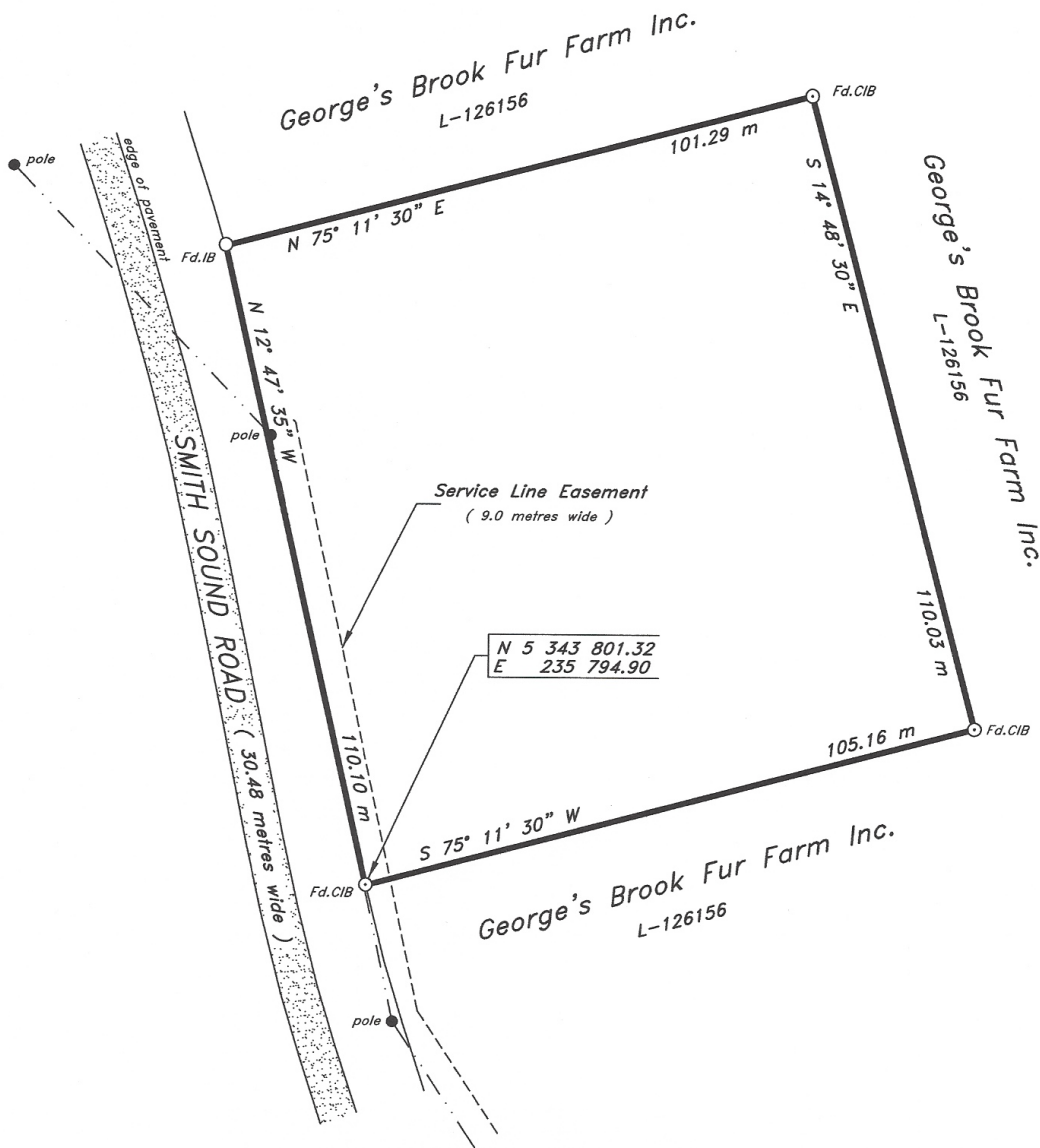 George's Brook Fur Farm Inc.
L-126156
Fd.CIB
pole
edge of pavement
101.29 m
N 75° 11' 30" E
Fd.IB
S 14° 48' 30" E
George's Brook Fur Farm Inc.
L-126156
N 12° 47' 35" W
pole
Service Line Easement
( 9.0 metres wide )
SMITH SOUND ROAD ( 30.48 metres wide )
N 5 343 801.32
E 235 794.90
110.03 m
110.10 m
105.16 m
Fd.CIB
S 75° 11' 30" W
Fd.CIB
George's Brook Fur Farm Inc.
L-126156
pole